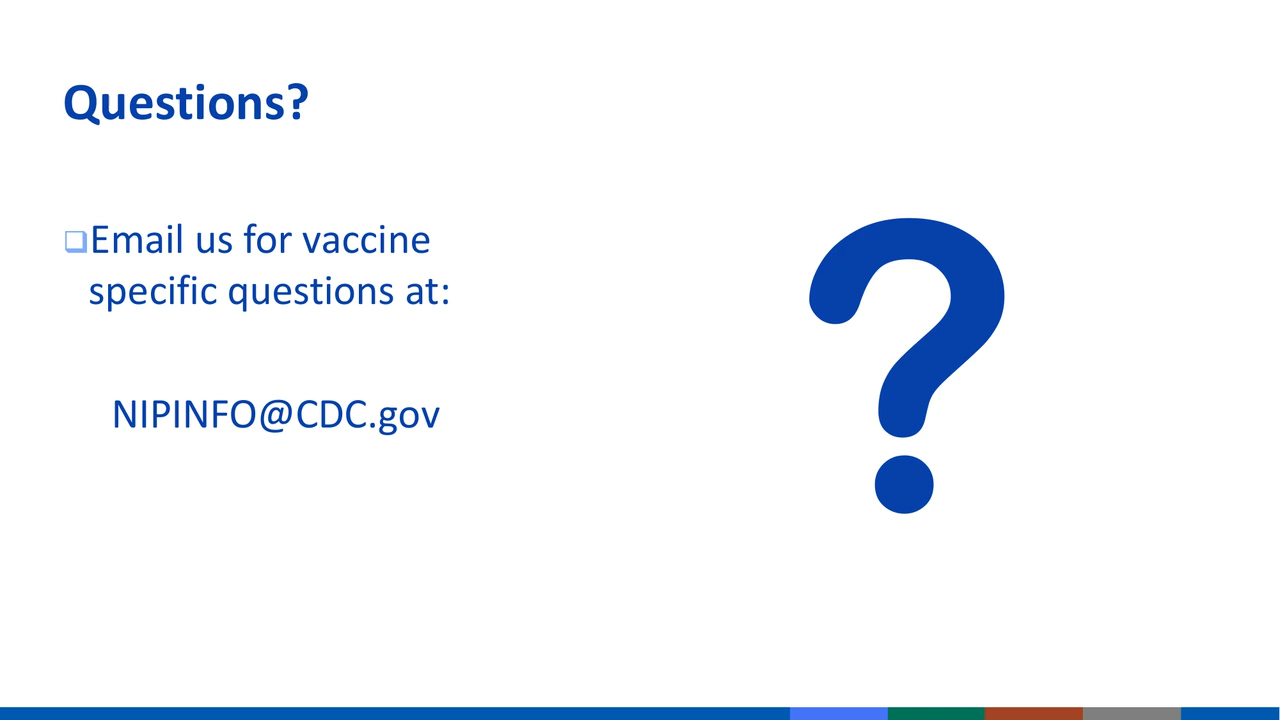 Questions?
❑Email us for vaccine
specific questions at:
NIPINFO@CDC.gov
?